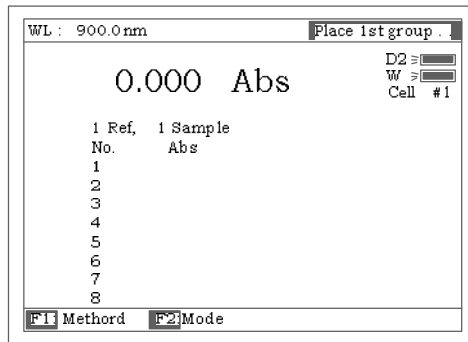 WL : 900.0nm Place 1st group . .
0.000 Abs
D2
W
Cell #1
1 Ref, 1 Sample
No. Abs
1
2
3
4
5
6
7
8
F1: Methord F2:Mode